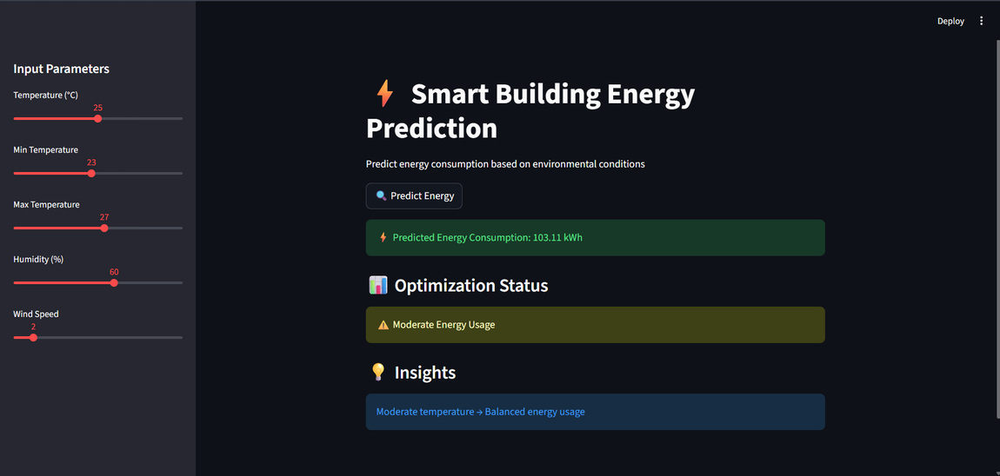 Deploy
Input Parameters
Temperature (°C)
25
Min Temperature
23
Max Temperature
27
Humidity (%)
60
Wind Speed
2
⚡ Smart Building Energy
Prediction
Predict energy consumption based on environmental conditions
🔍 Predict Energy
⚡ Predicted Energy Consumption: 103.11 kWh
📊 Optimization Status
⚠️ Moderate Energy Usage
💡 Insights
Moderate temperature → Balanced energy usage